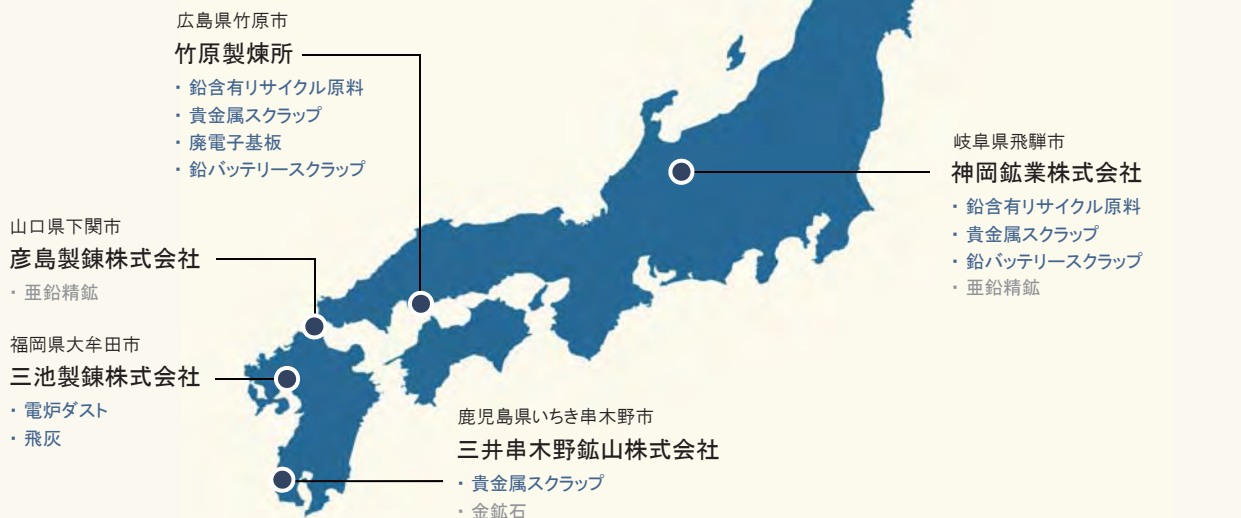 広島県竹原市
竹原製煉所
・鉛含有リサイクル原料
・貴金属スクラップ
・廃電子基板
・鉛バッテリースクラップ
山口県下関市
彦島製錬株式会社
・亜鉛精鉱
福岡県大牟田市
三池製錬株式会社
・電炉ダスト
・飛灰
岐阜県飛騨市
神岡鉱業株式会社
・鉛含有リサイクル原料
・貴金属スクラップ
・鉛バッテリースクラップ
・亜鉛精鉱
鹿児島県いちき串木野市
三井串木野鉱山株式会社
・貴金属スクラップ
・金鉱石